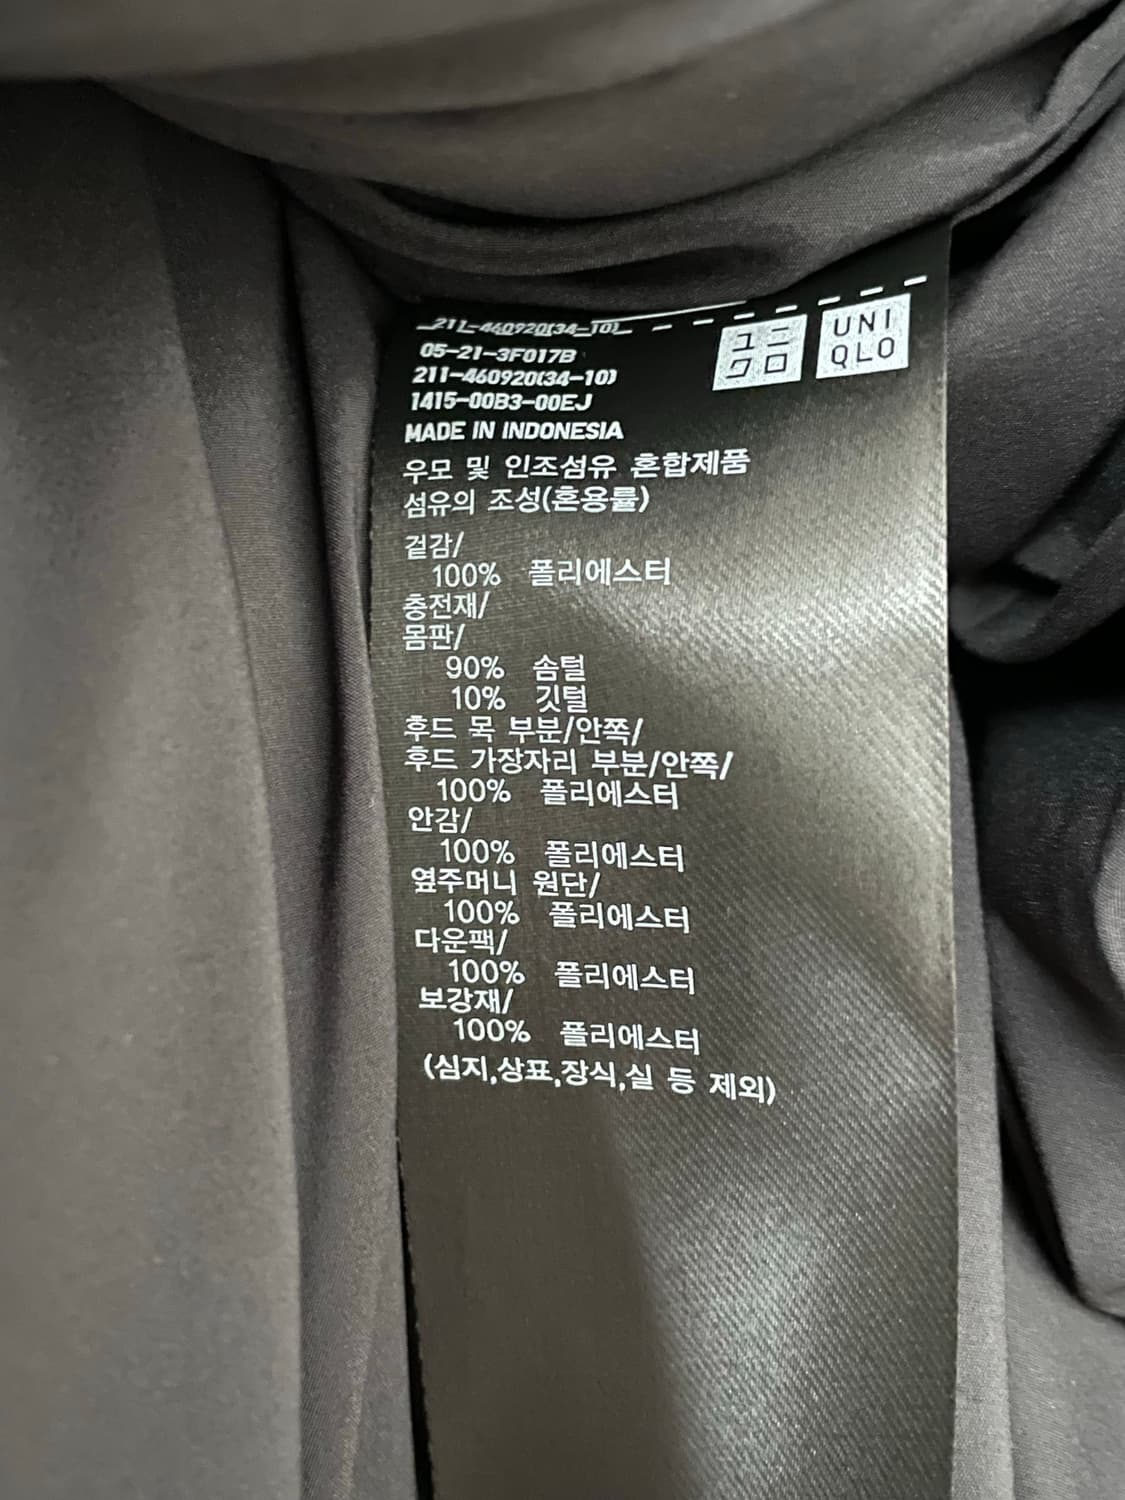 211-460920(34-10)
ユニ
クロ
UNI
QLO
05-21-3F017B
211-460920(34-10)
1415-00B3-00EJ
MADE IN INDONESIA
우모 및 인조섬유 혼합제품
섬유의 조성(혼용률)
겉감/
100% 폴리에스터
충전재/
몸판/
90% 솜털
10% 깃털
후드 목 부분/안쪽/
후드 가장자리 부분/안쪽/
100% 폴리에스터
안감/
100% 폴리에스터
옆주머니 원단/
100% 폴리에스터
다운팩/
100% 폴리에스터
보강재/
100% 폴리에스터
(심지,상표,장식,실 등 제외)